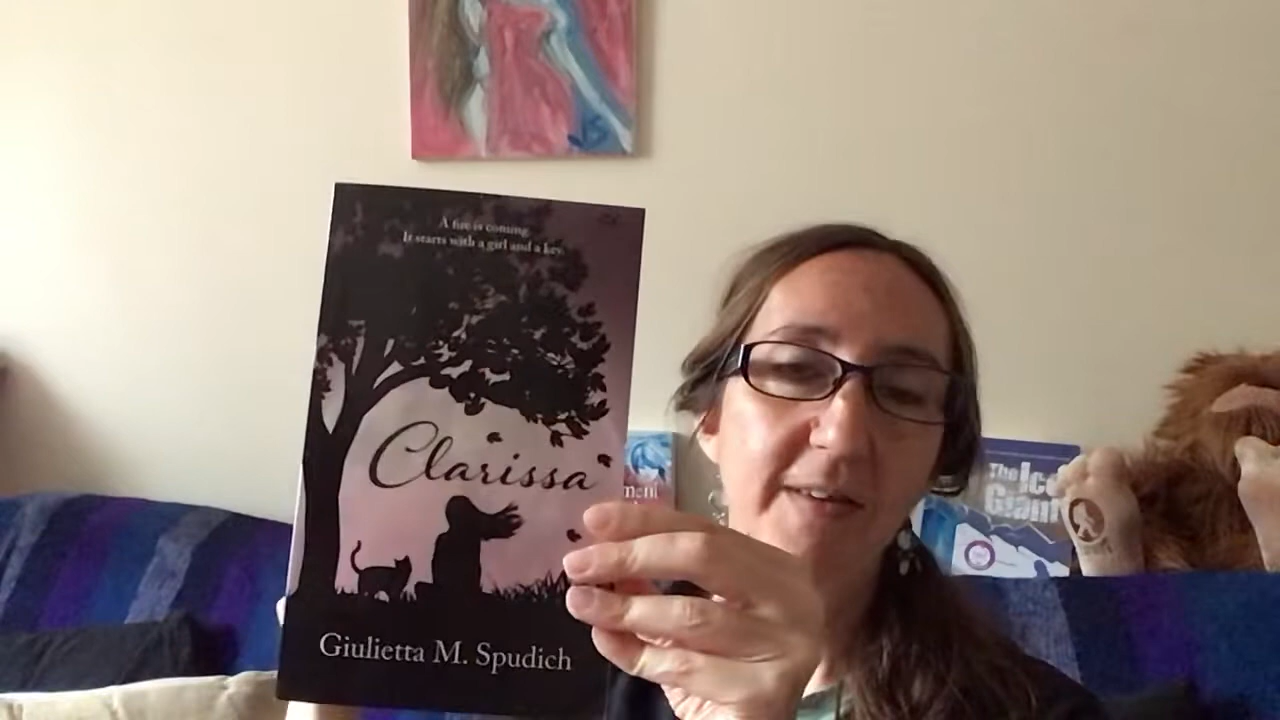 A fire is coming.
It starts with a girl and a key.
Clarissa
Giulietta M. Spudich
The Ice
Giant